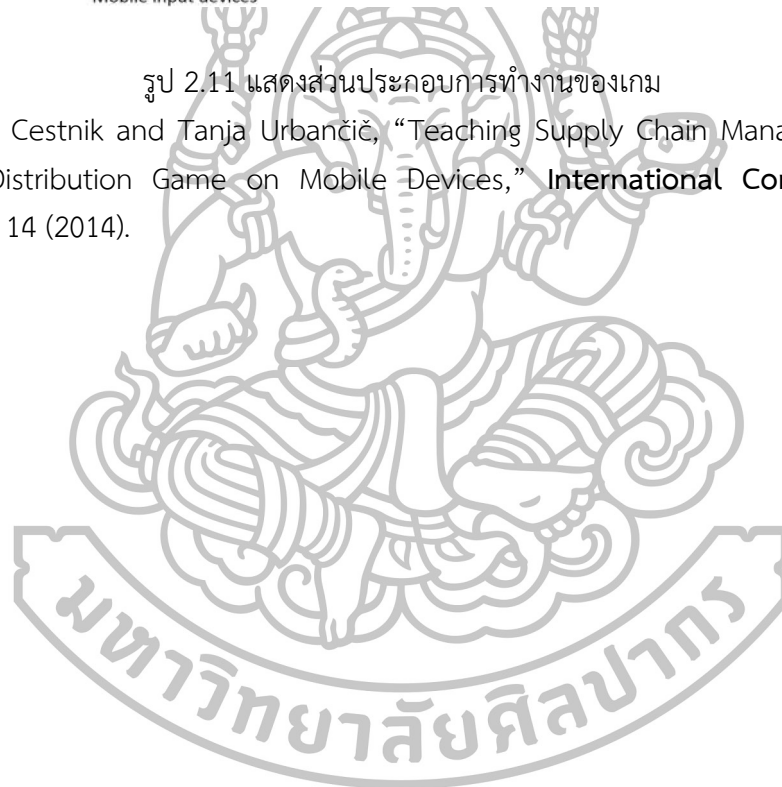 Mobile input devices
รูป 2.11 แสดงส่วนประกอบการทำงานของเกม
Cestnik and Tanja Urbančič, “Teaching Supply Chain Mana
Distribution Game on Mobile Devices,” International Con
14 (2014).
มหาวิทยาลัยศิลปากร